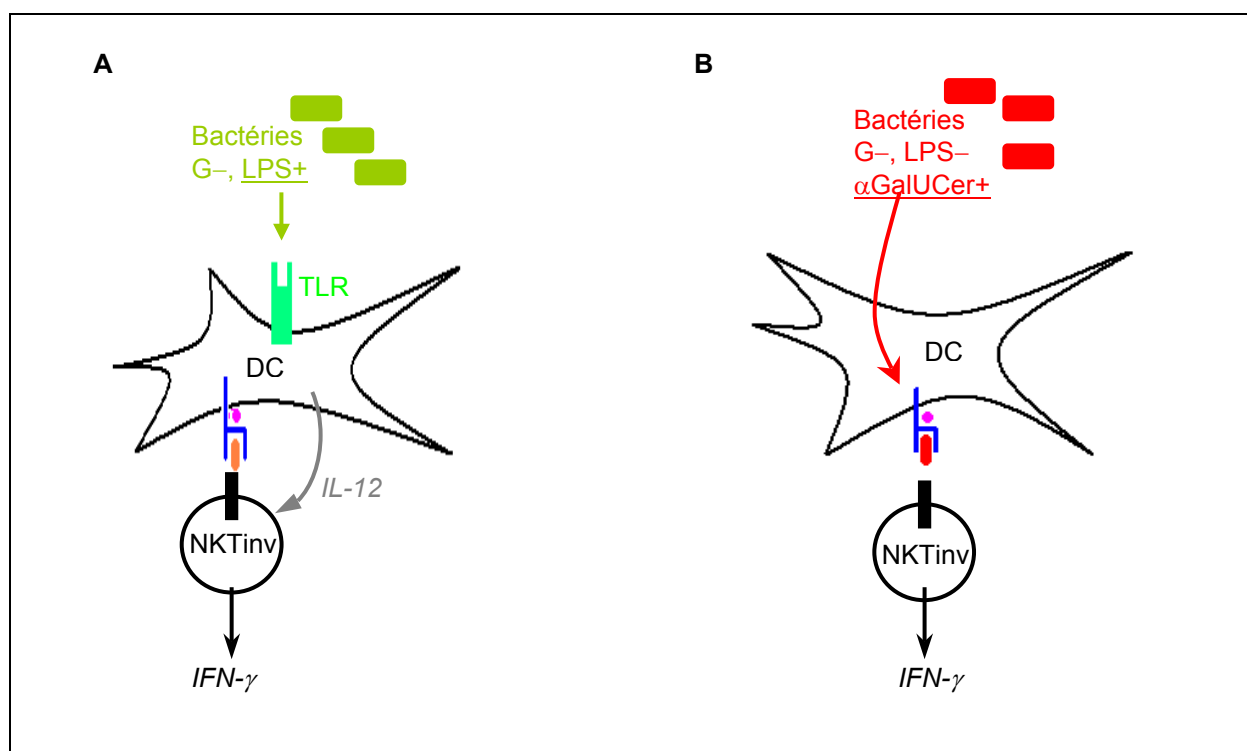 A
Bactéries
G–, LPS+
TLR
DC
IL-12
NKTinv
IFN-γ
B
Bactéries
G–, LPS–
αGalUCer+
DC
NKTinv
IFN-γ